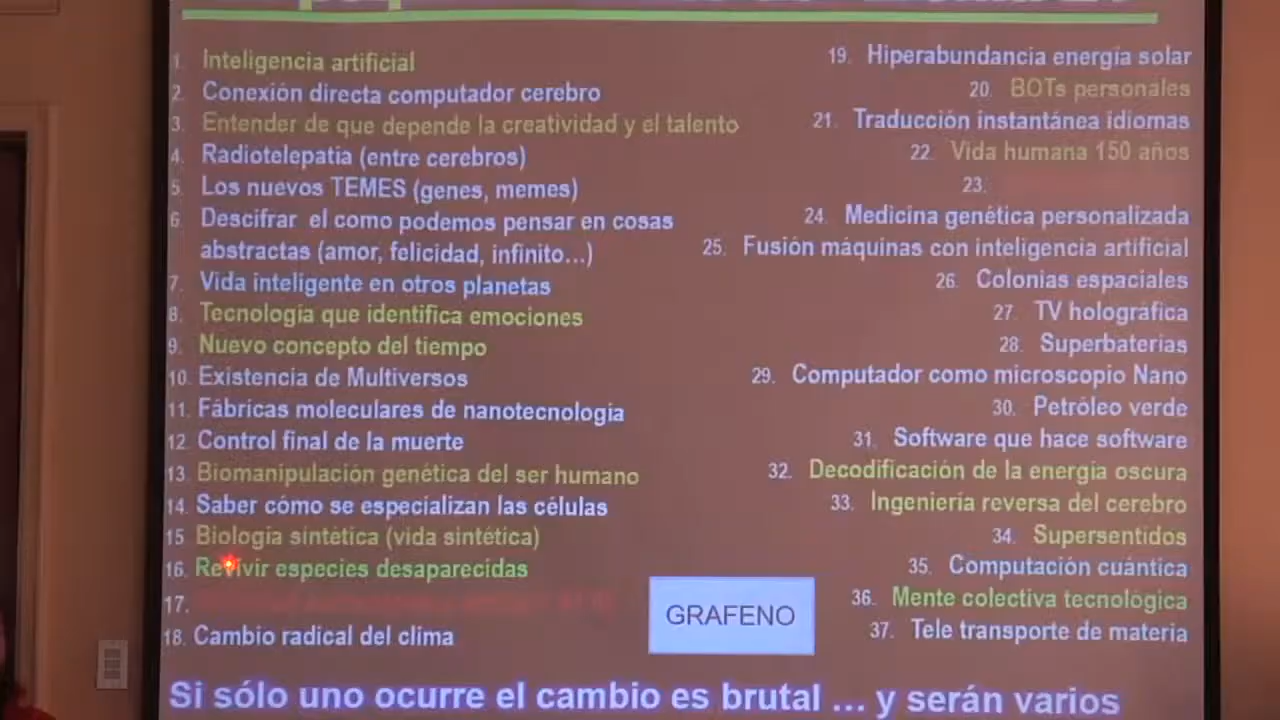 1. Inteligencia artificial
2. Conexión directa computador cerebro
3. Entender de que depende la creatividad y el talento
4. Radiotelepatía (entre cerebros)
5. Los nuevos TEMES (genes, memes)
6. Descifrar el como podemos pensar en cosas
abstractas (amor, felicidad, infinito...)
7. Vida inteligente en otros planetas
8. Tecnología que identifica emociones
9. Nuevo concepto del tiempo
10. Existencia de Multiversos
11. Fábricas moleculares de nanotecnología
12. Control final de la muerte
13. Biomanipulación genética del ser humano
14. Saber cómo se especializan las células
15 Biología sintética (vida sintética)
16. Revivir especies desaparecidas
17.
18. Cambio radical del clima
19. Hiperabundancia energía solar
20. BOTs personales
21. Traducción instantánea idiomas
22. Vida humana 150 años
23.
24. Medicina genética personalizada
25. Fusión máquinas con inteligencia artificial
26. Colonias espaciales
27. TV holográfica
28. Superbaterías
29. Computador como microscopio Nano
30. Petróleo verde
31. Software que hace software
32. Decodificación de la energía oscura
33. Ingeniería reversa del cerebro
34. Supersentidos
35. Computación cuántica
36. Mente colectiva tecnológica
37. Tele transporte de materia
GRAFENO
Si sólo uno ocurre el cambio es brutal ... y serán varios